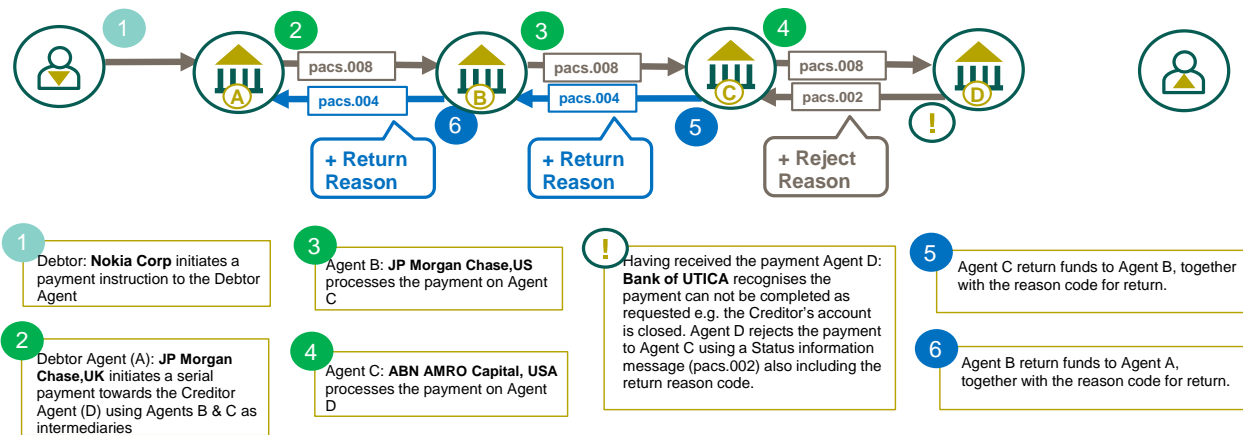 1
2
3
4
pacs.008
pacs.008
pacs.008
A
B
C
D
pacs.004
pacs.004
pacs.002
6
5
!
+ Return
Reason
+ Return
Reason
+ Reject
Reason
1
Debtor: Nokia Corp initiates a
payment instruction to the Debtor
Agent
2
Debtor Agent (A): JP Morgan
Chase,UK initiates a serial
payment towards the Creditor
Agent (D) using Agents B & C as
intermediaries
3
Agent B: JP Morgan Chase,US
processes the payment on Agent
C
4
Agent C: ABN AMRO Capital, USA
processes the payment on Agent
D
!
Having received the payment Agent D:
Bank of UTICA recognises the
payment can not be completed as
requested e.g. the Creditor's account
is closed. Agent D rejects the payment
to Agent C using a Status information
message (pacs.002) also including the
return reason code.
5
Agent C return funds to Agent B, together
with the reason code for return.
6
Agent B return funds to Agent A,
together with the reason code for return.